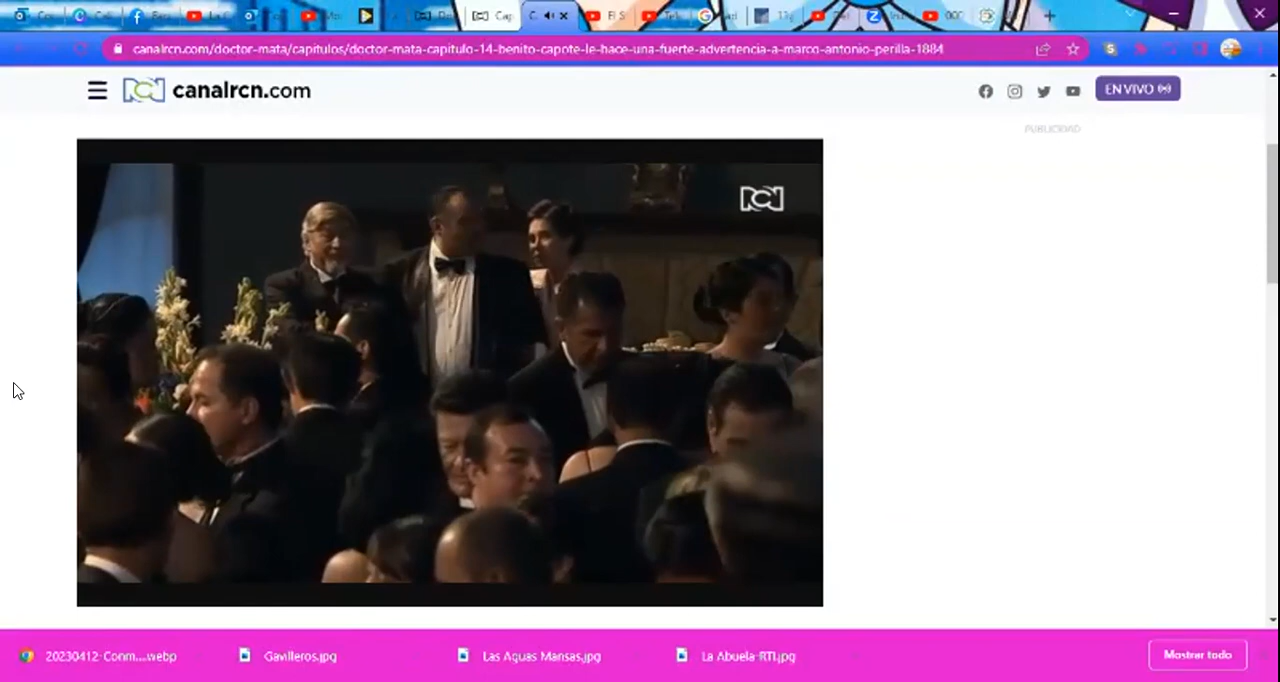 canalrcn.com/doctor-mata/capitulos/doctor-mata-capitulo-14-benito-capote-le-hace-una-fuerte-advertencia-a-marco-antonio-perilla-1884
RCN canalrcn.com
EN VIVO
PUBLICIDAD
RCN
20230412-Conm....webp
Gavilleros.jpg
Las Aguas Mansas.jpg
La Abuela-RTI.jpg
Mostrar todo